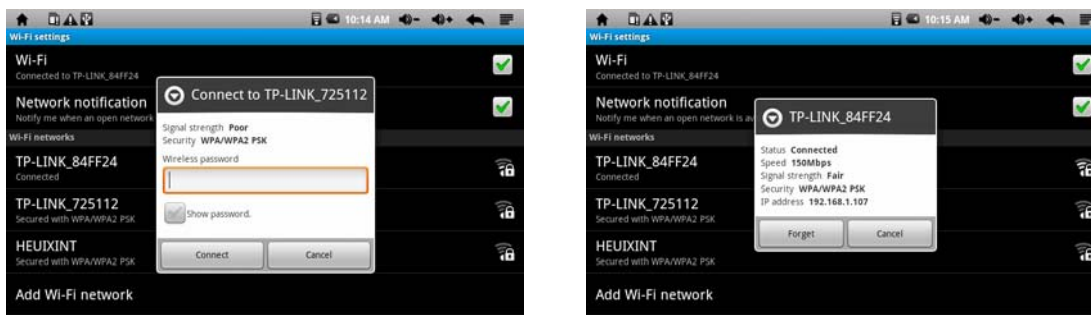 10:14 AM
Wi-Fi settings
Wi-Fi
Connected to TP-LINK_84FF24
Network notification
Notify me when an open network
Wi-Fi networks
TP-LINK_84FF24
Connected
TP-LINK_725112
Secured with WPA/WPA2 PSK
HEUIXINT
Secured with WPA/WPA2 PSK
Add Wi-Fi network
Connect to TP-LINK_725112
Signal strength Poor
Security WPA/WPA2 PSK
Wireless password
Show password.
Connect Cancel
10:15 AM
Wi-Fi settings
Wi-Fi
Connected to TP-LINK_84FF24
Network notification
Notify me when an open network is
Wi-Fi networks
TP-LINK_84FF24
Connected
TP-LINK_725112
Secured with WPA/WPA2 PSK
HEUIXINT
Secured with WPA/WPA2 PSK
Add Wi-Fi network
TP-LINK_84FF24
Status Connected
Speed 150Mbps
Signal strength Fair
Security WPA/WPA2 PSK
IP address 192.168.1.107
Forget Cancel